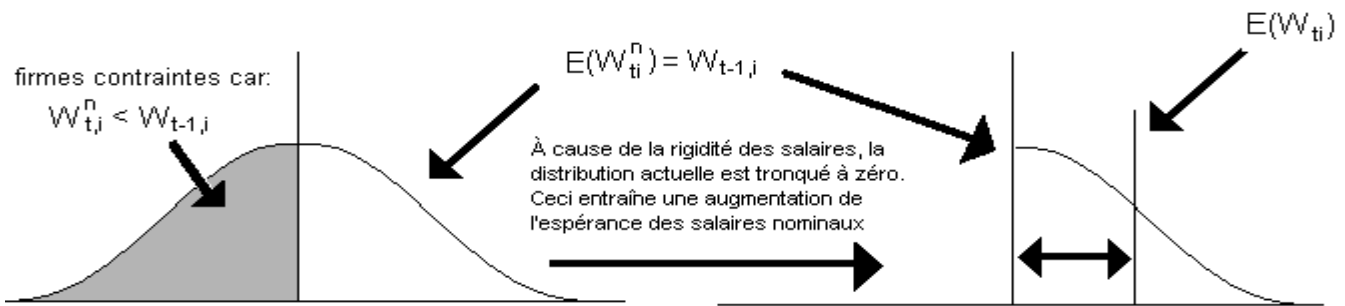 firmes contraintes car:
Wⁿt,i < Wt-1,i
E(Wⁿti) = Wt-1,i
À cause de la rigidité des salaires, la
distribution actuelle est tronqué à zéro.
Ceci entraîne une augmentation de
l'espérance des salaires nominaux
E(Wti)